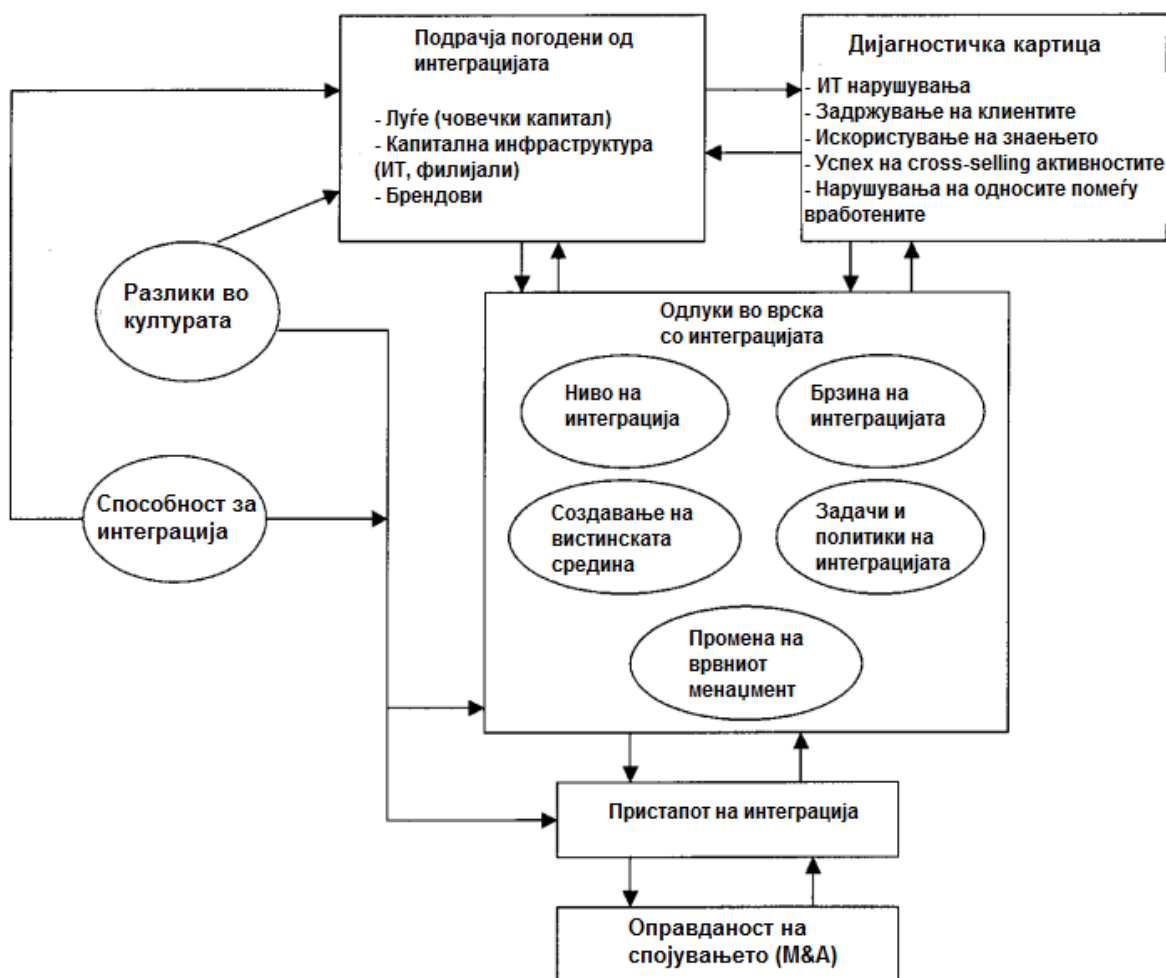 Подрачја погодени од
интеграцијата
- Луѓе (човечки капитал)
- Капитална инфраструктура
(ИТ, филијали)
- Брендови
Дијагностичка картица
- ИТ нарушувања
- Задржување на клиентите
- Искористување на знаењето
- Успех на cross-selling активностите
- Нарушувања на односите помеѓу
вработените
Разлики во
културата
Способност за
интеграција
Одлуки во врска
со интеграцијата
Ниво на
интеграција
Брзина на
интеграцијата
Создавање на
вистинската
средина
Задачи и
политики на
интеграцијата
Промена на
врвниот
менаџмент
Пристапот на интеграција
Оправданост на
спојувањето (M&A)